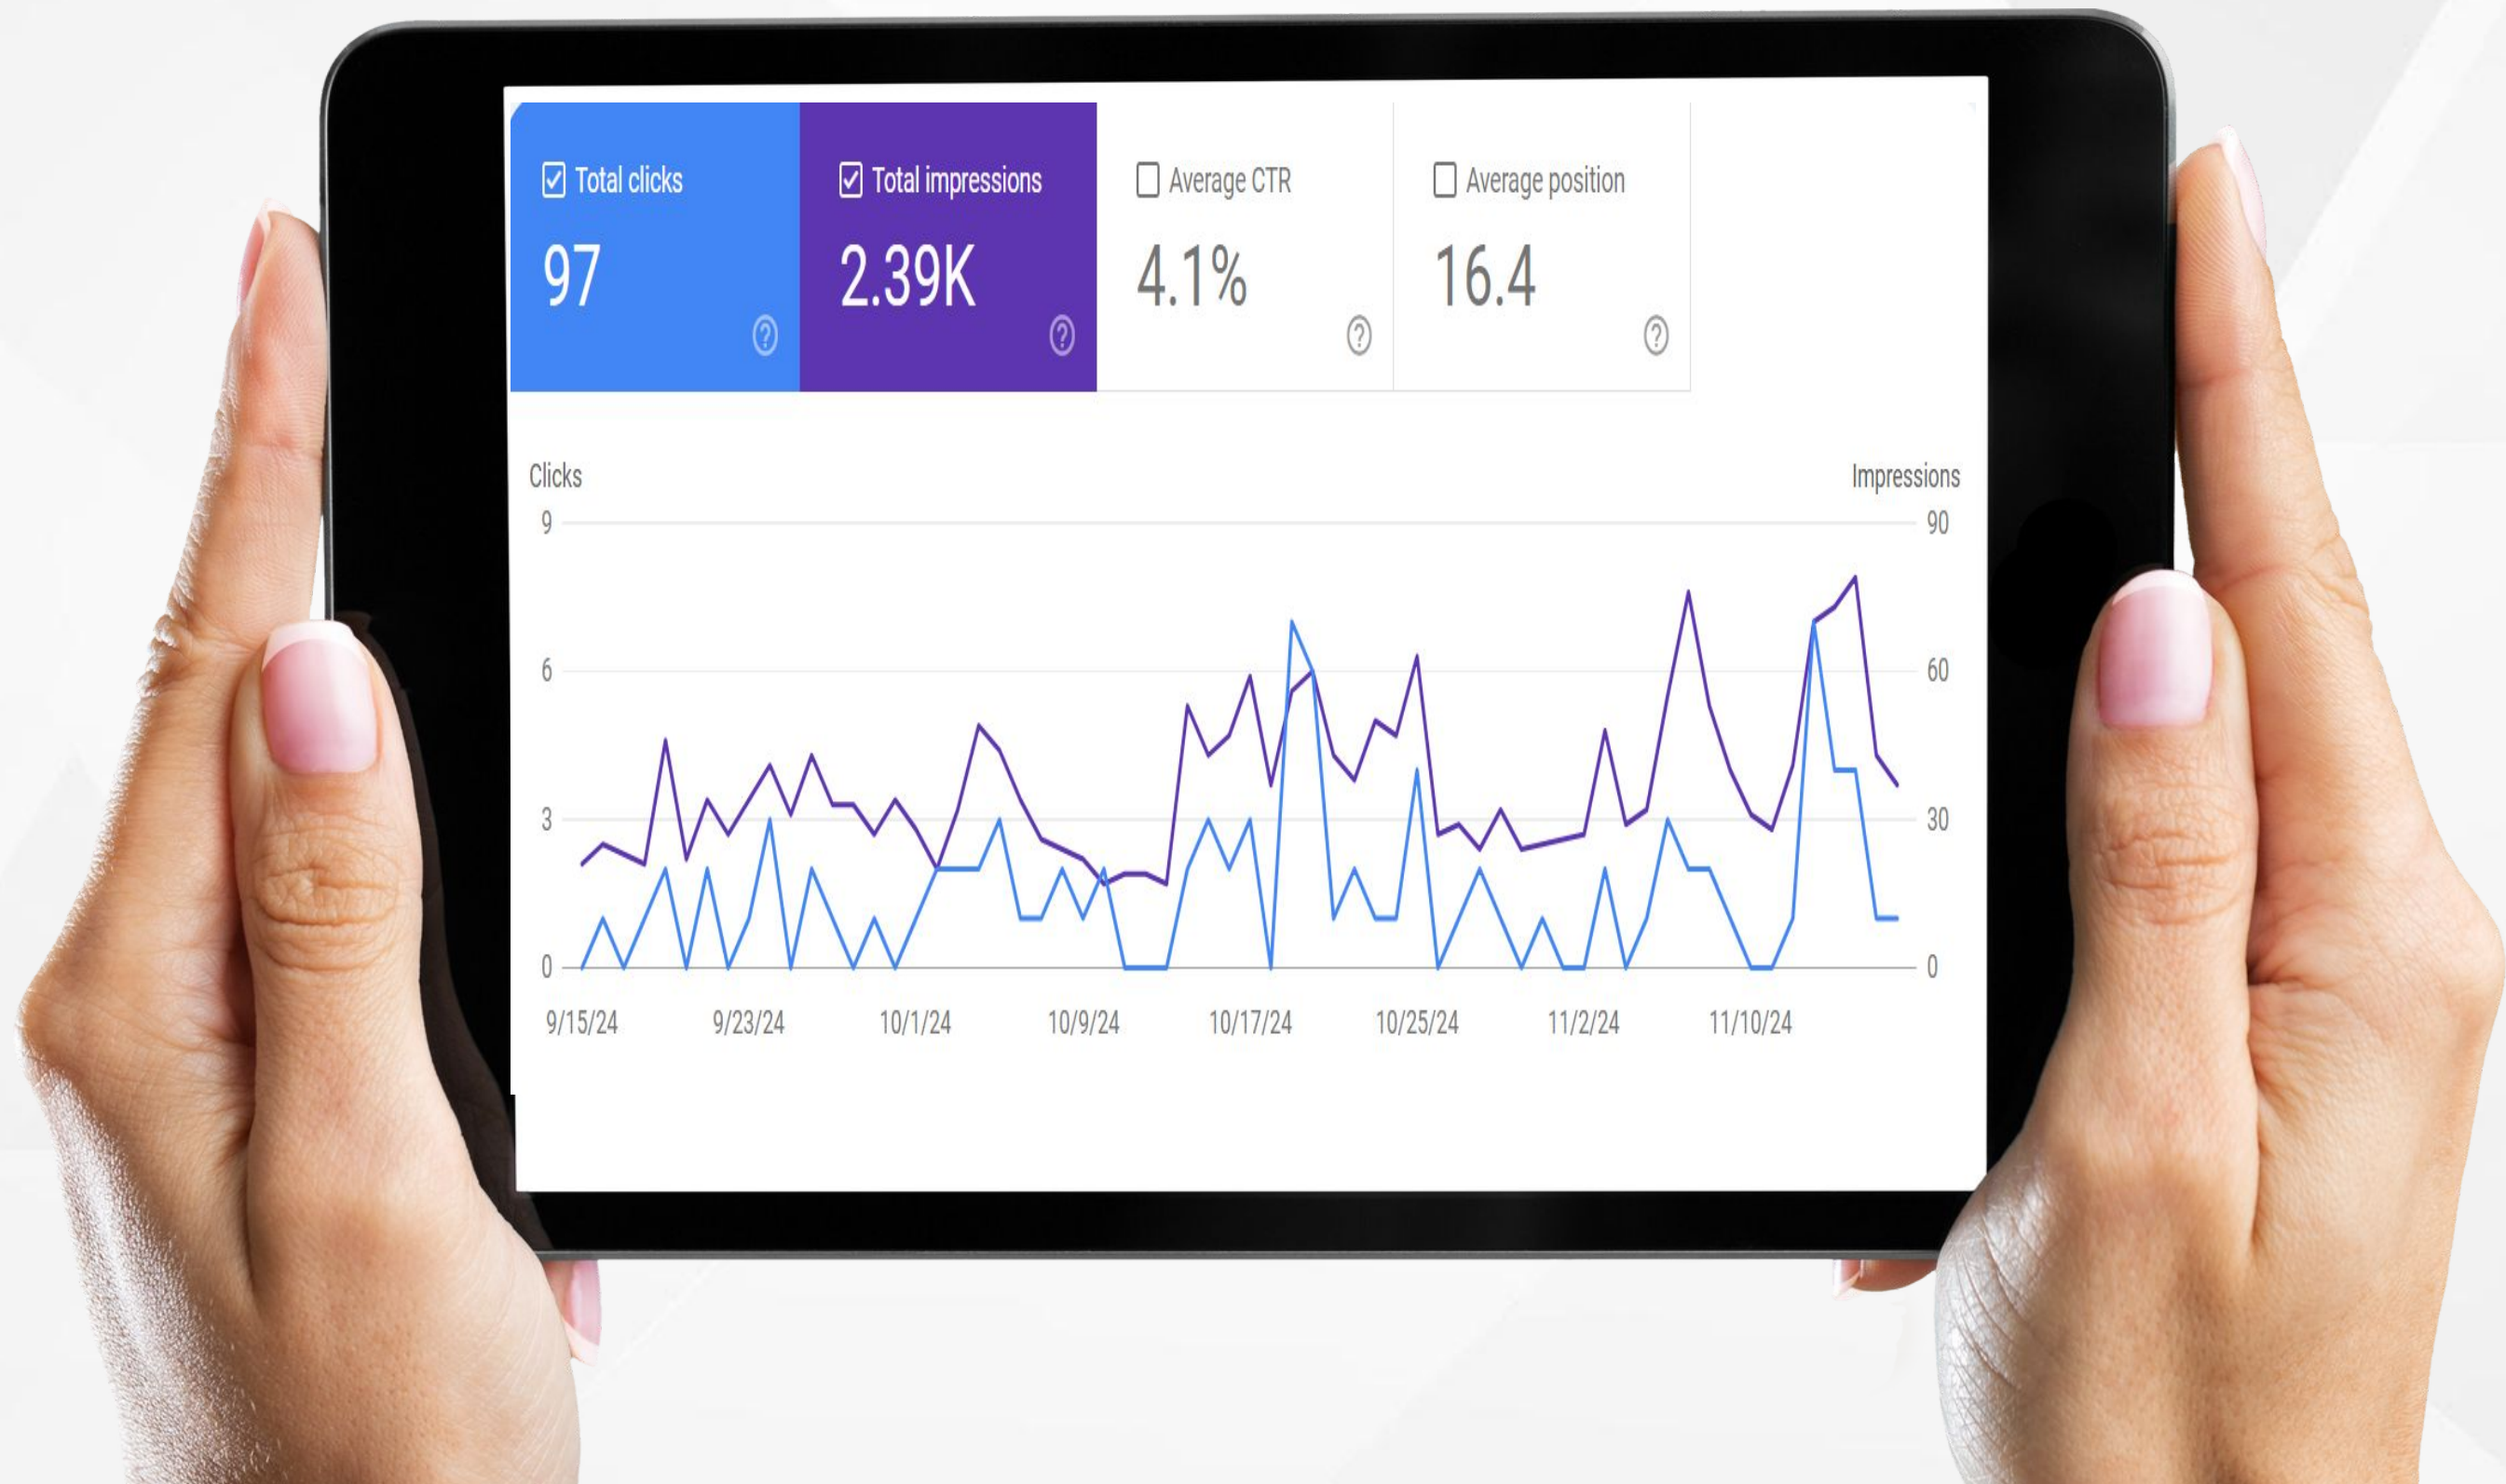 Total clicks
97
Total impressions
2.39K
Average CTR
4.1%
Average position
16.4
Clicks
Impressions
9
90
6
60
3
30
0
0
9/15/24 9/23/24 10/1/24 10/9/24 10/17/24 10/25/24 11/2/24 11/10/24